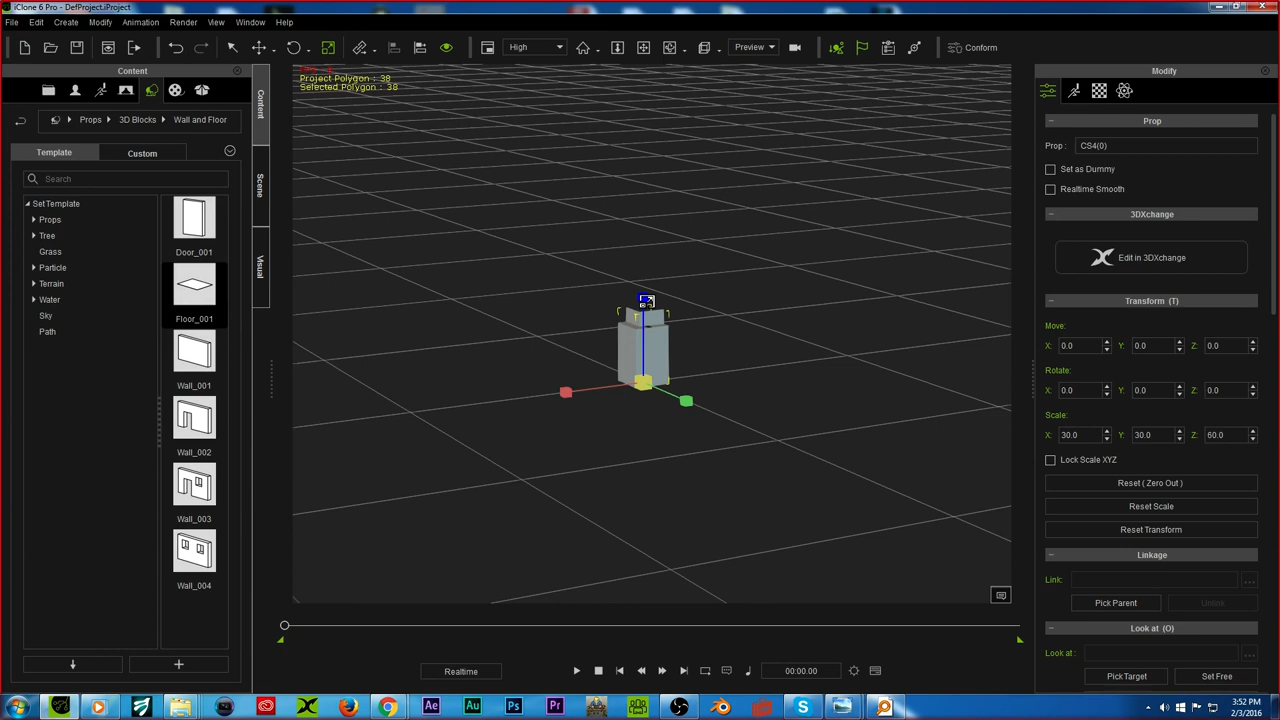 iClone 6 Pro - DefProject.iProject
File Edit Create Modify Animation Render View Window Help
High Preview Conform
Content
Props 3D Blocks Wall and Floor
Template Custom
Search
Set Template
Props
Tree
Grass
Particle
Terrain
Water
Sky
Path
Door_001
Floor_001
Wall_001
Wall_002
Wall_003
Wall_004
Content
Scene
Visual
Project Polygon : 38
Selected Polygon : 38
Realtime
00:00.00
Modify
Prop
Prop : CS4(0)
Set as Dummy
Realtime Smooth
3DXchange
Edit in 3DXchange
Transform (T)
Move:
X: 0.0 Y: 0.0 Z: 0.0
Rotate:
X: 0.0 Y: 0.0 Z: 0.0
Scale:
X: 30.0 Y: 30.0 Z: 60.0
Lock Scale XYZ
Reset ( Zero Out )
Reset Scale
Reset Transform
Linkage
Link:
Pick Parent Unlink
Look at (O)
Look at :
Pick Target Set Free
Ae Au Ps Pr
3:52 PM
2/3/2016